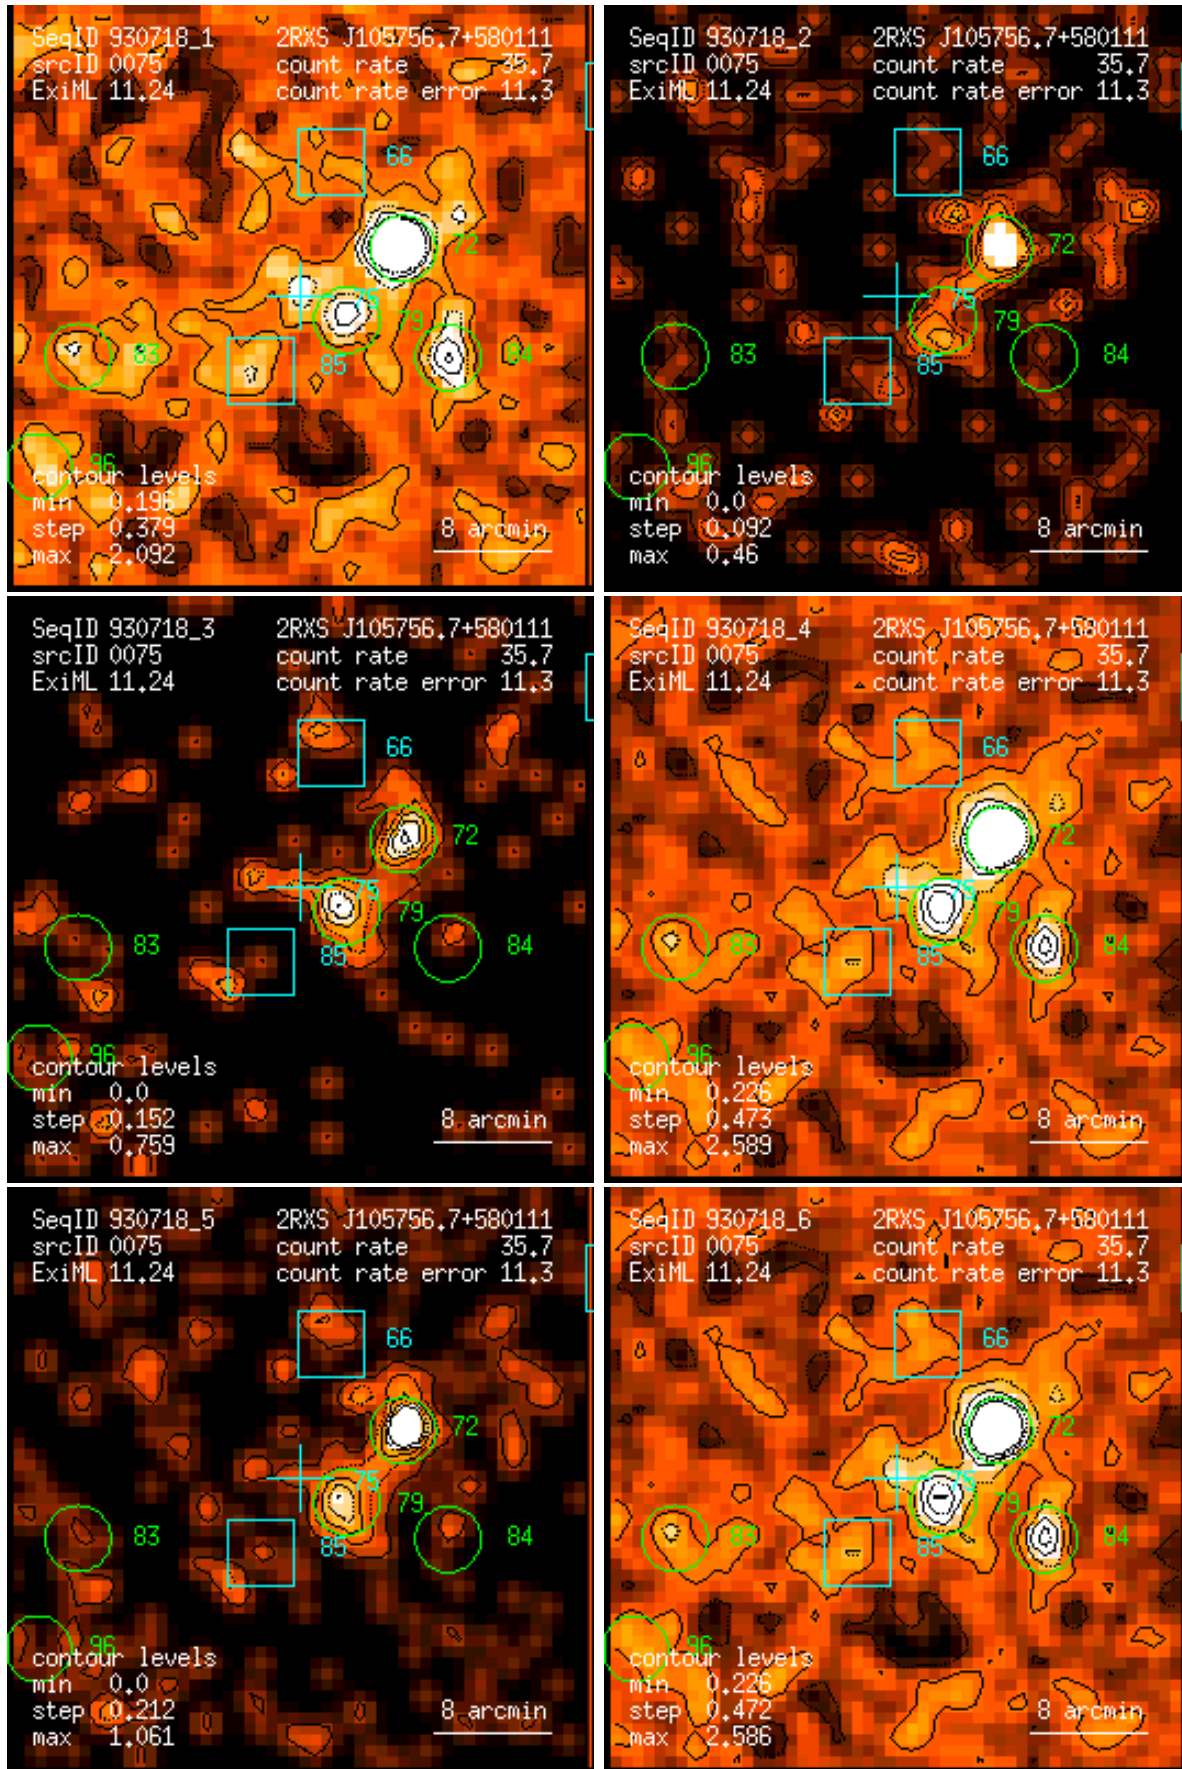 SeqID 930718_1 2RXS J105756.7+580111
srcID 0075 count rate 35.7
ExiML 11.24 count rate error 11.3
66
72
75
79
83 85 84
96
contour levels
min 0.196
step 0.379 8 arcmin
max 2.092
SeqID 930718_2 2RXS J105756.7+580111
srcID 0075 count rate 35.7
ExiML 11.24 count rate error 11.3
66
72
75
79
83 85 84
96
contour levels
min 0.0
step 0.092 8 arcmin
max 0.46
SeqID 930718_3 2RXS J105756.7+580111
srcID 0075 count rate 35.7
ExiML 11.24 count rate error 11.3
66
72
75
79
83 85 84
96
contour levels
min 0.0
step 0.152 8 arcmin
max 0.759
SeqID 930718_4 2RXS J105756.7+580111
srcID 0075 count rate 35.7
ExiML 11.24 count rate error 11.3
66
72
75
79
83 85 84
96
contour levels
min 0.226
step 0.473 8 arcmin
max 2.589
SeqID 930718_5 2RXS J105756.7+580111
srcID 0075 count rate 35.7
ExiML 11.24 count rate error 11.3
66
72
75
79
83 85 84
96
contour levels
min 0.0
step 0.212 8 arcmin
max 1.061
SeqID 930718_6 2RXS J105756.7+580111
srcID 0075 count rate 35.7
ExiML 11.24 count rate error 11.3
66
72
75
79
83 85 84
96
contour levels
min 0.226
step 0.472 8 arcmin
max 2.586